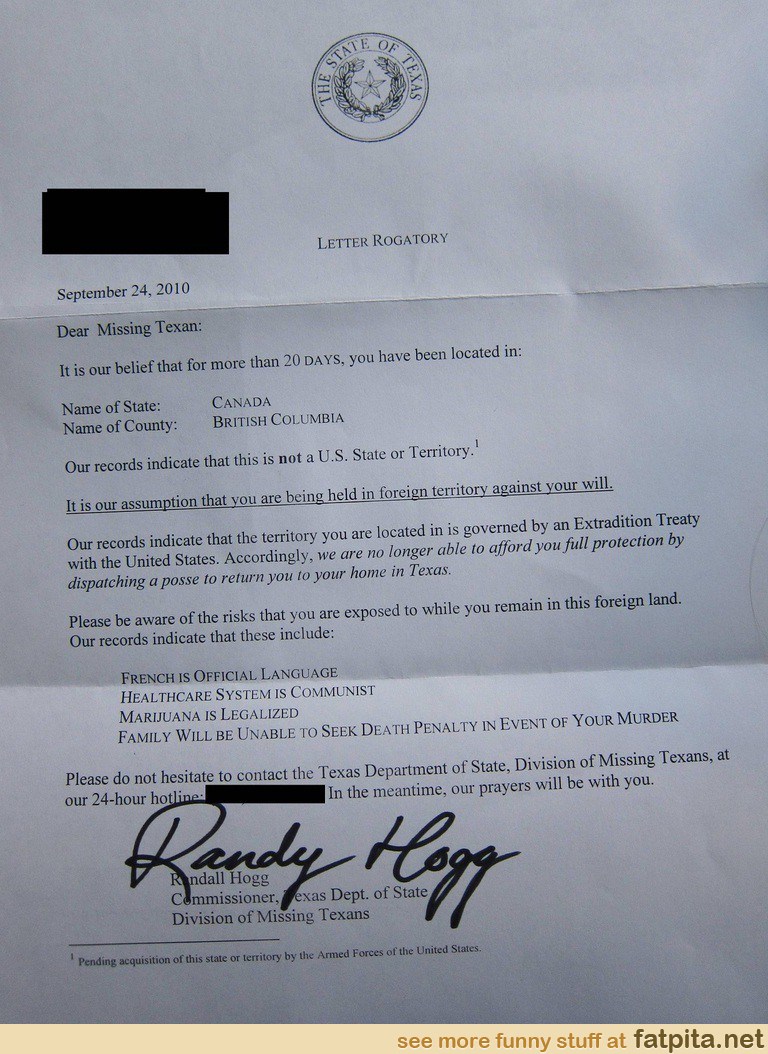 THE STATE OF TEXAS
LETTER ROGATORY
September 24, 2010
Dear Missing Texan:
It is our belief that for more than 20 DAYS, you have been located in:
Name of State: CANADA
Name of County: BRITISH COLUMBIA
Our records indicate that this is not a U.S. State or Territory.1
It is our assumption that you are being held in foreign territory against your will.
Our records indicate that the territory you are located in is governed by an Extradition Treaty
with the United States. Accordingly, we are no longer able to afford you full protection by
dispatching a posse to return you to your home in Texas.
Please be aware of the risks that you are exposed to while you remain in this foreign land.
Our records indicate that these include:
FRENCH IS OFFICIAL LANGUAGE
HEALTHCARE SYSTEM IS COMMUNIST
MARIJUANA IS LEGALIZED
FAMILY WILL BE UNABLE TO SEEK DEATH PENALTY IN EVENT OF YOUR MURDER
Please do not hesitate to contact the Texas Department of State, Division of Missing Texans, at
our 24-hour hotline: In the meantime, our prayers will be with you.
Randy Hogg
Randall Hogg
Commissioner, Texas Dept. of State
Division of Missing Texans
1 Pending acquisition of this state or territory by the Armed Forces of the United States.
see more funny stuff at fatpita.net